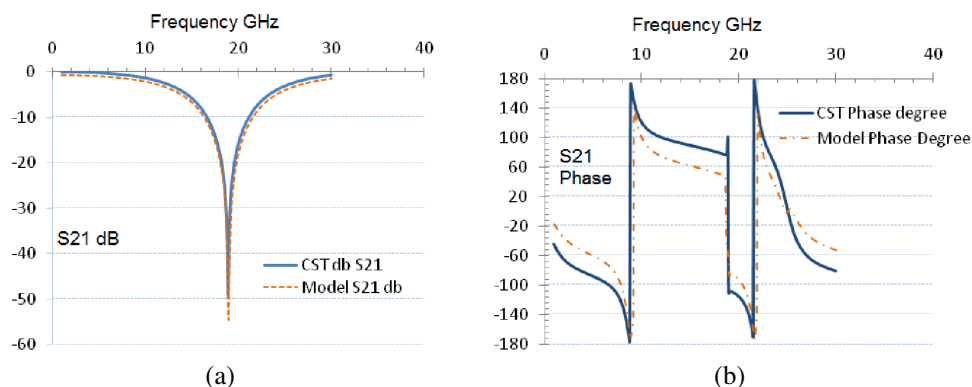 Frequency GHz
0 10 20 30 40
0
-10
-20
-30
-40
-50
-60
S21 dB
CST db S21
Model S21 db
(a)
Frequency GHz
0 10 20 30 40
180
140
100
60
20
-20
-60
-100
-140
-180
S21
Phase
CST Phase degree
Model Phase Degree
(b)